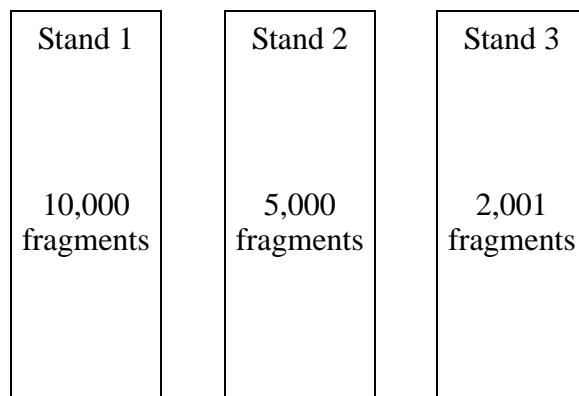 Stand 1
10,000
fragments
Stand 2
5,000
fragments
Stand 3
2,001
fragments